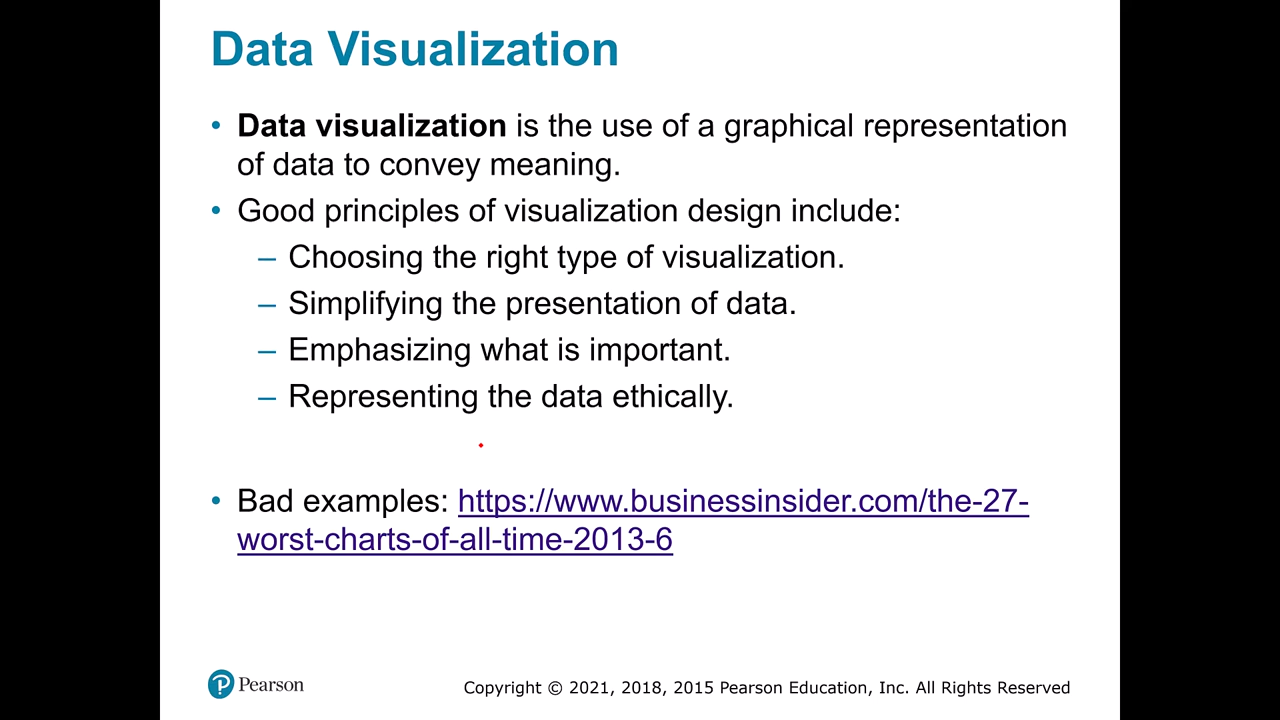 Data Visualization
• Data visualization is the use of a graphical representation
of data to convey meaning.
• Good principles of visualization design include:
– Choosing the right type of visualization.
– Simplifying the presentation of data.
– Emphasizing what is important.
– Representing the data ethically.
• Bad examples: https://www.businessinsider.com/the-27-
worst-charts-of-all-time-2013-6
P Pearson
Copyright © 2021, 2018, 2015 Pearson Education, Inc. All Rights Reserved